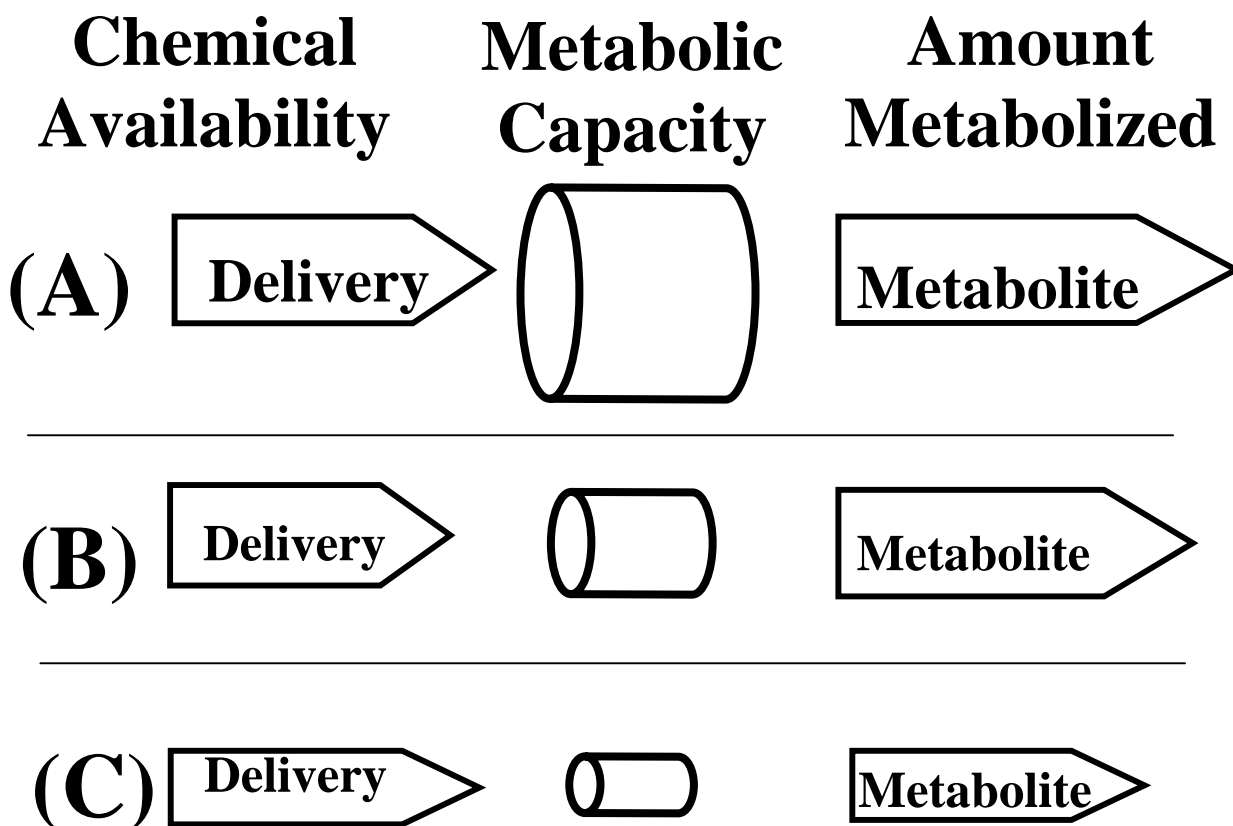 Chemical
Availability
Metabolic
Capacity
Amount
Metabolized
(A)
Delivery
Metabolite
(B)
Delivery
Metabolite
(C)
Delivery
Metabolite